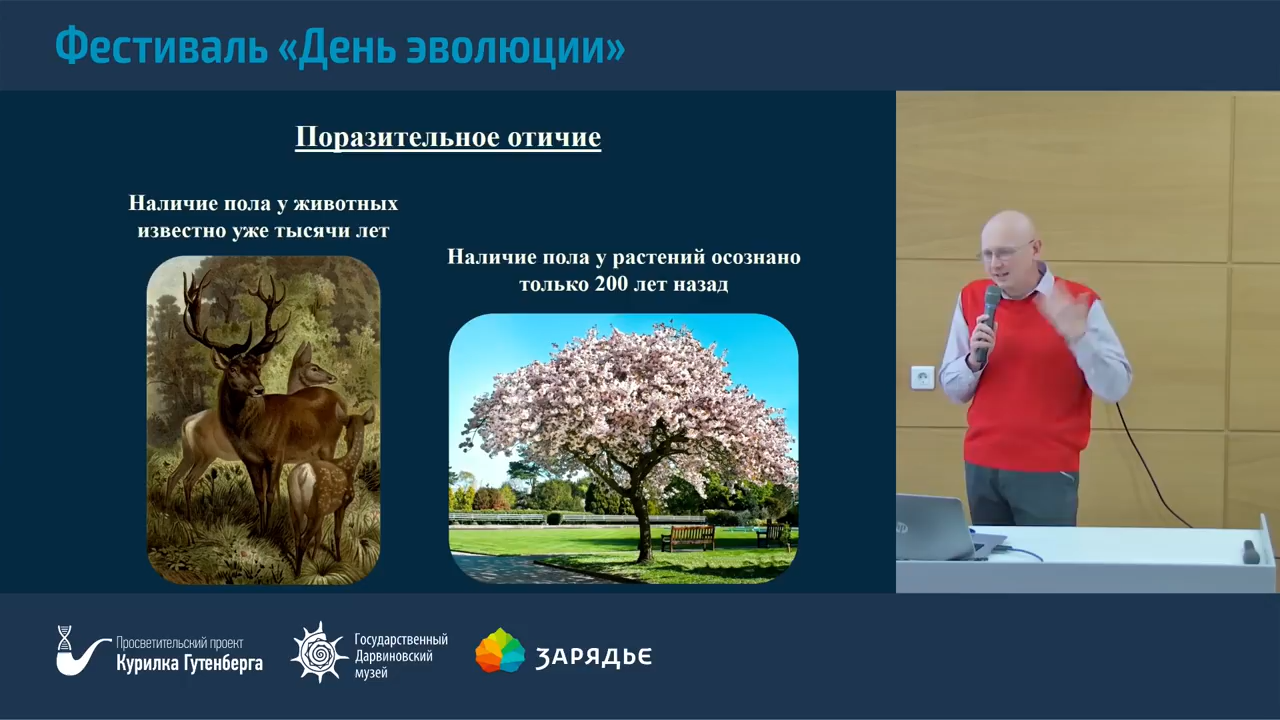 Фестиваль «День эволюции»
Поразительное отичие
Наличие пола у животных
известно уже тысячи лет
Наличие пола у растений осознано
только 200 лет назад
Просветительский проект
Курилка Гутенберга
Государственный
Дарвиновский
музей
ЗАРЯДЬЕ
hp